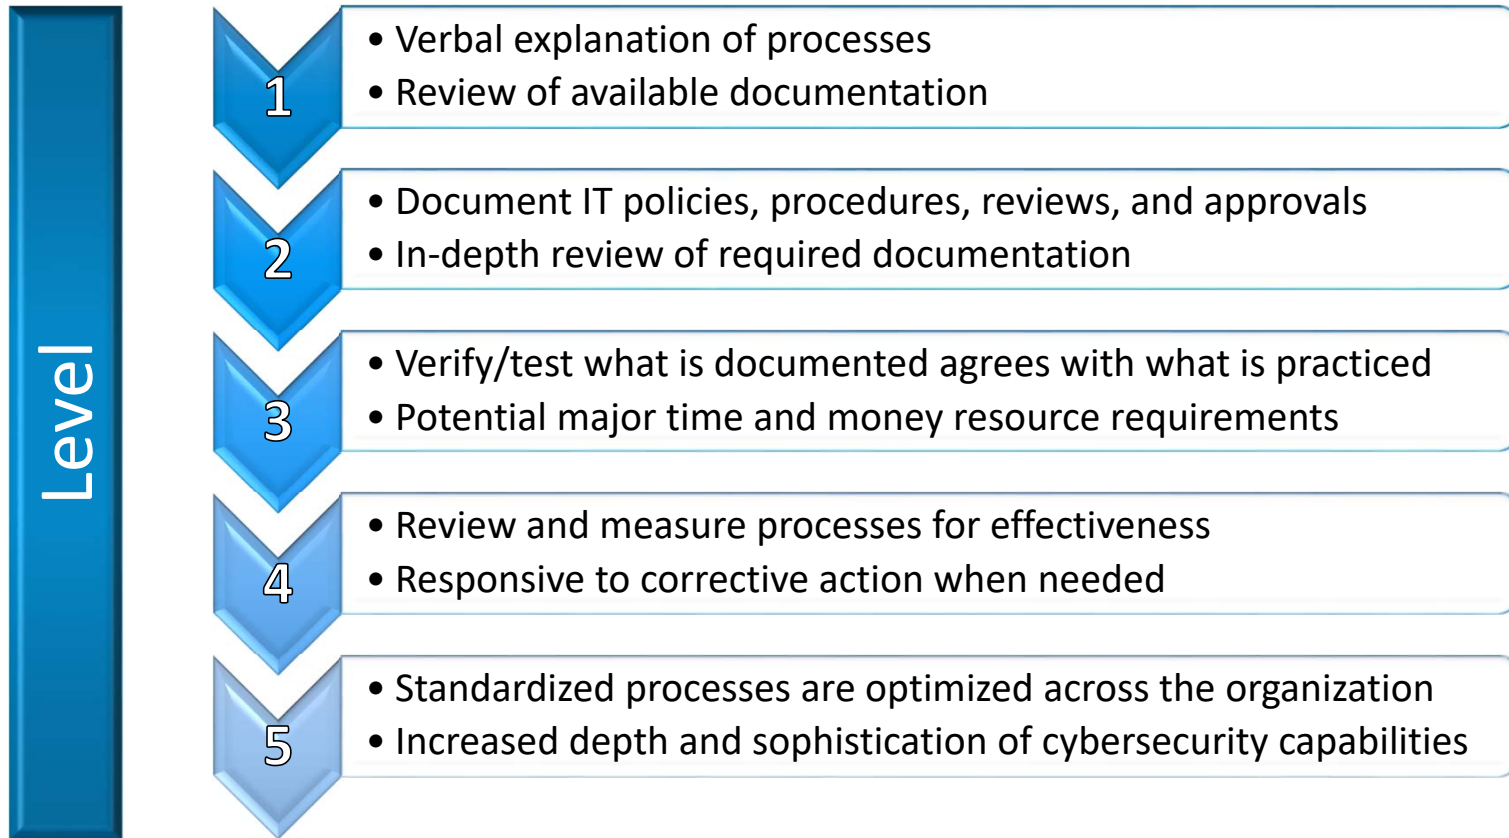 Level
1
• Verbal explanation of processes
• Review of available documentation
2
• Document IT policies, procedures, reviews, and approvals
• In-depth review of required documentation
3
• Verify/test what is documented agrees with what is practiced
• Potential major time and money resource requirements
4
• Review and measure processes for effectiveness
• Responsive to corrective action when needed
5
• Standardized processes are optimized across the organization
• Increased depth and sophistication of cybersecurity capabilities